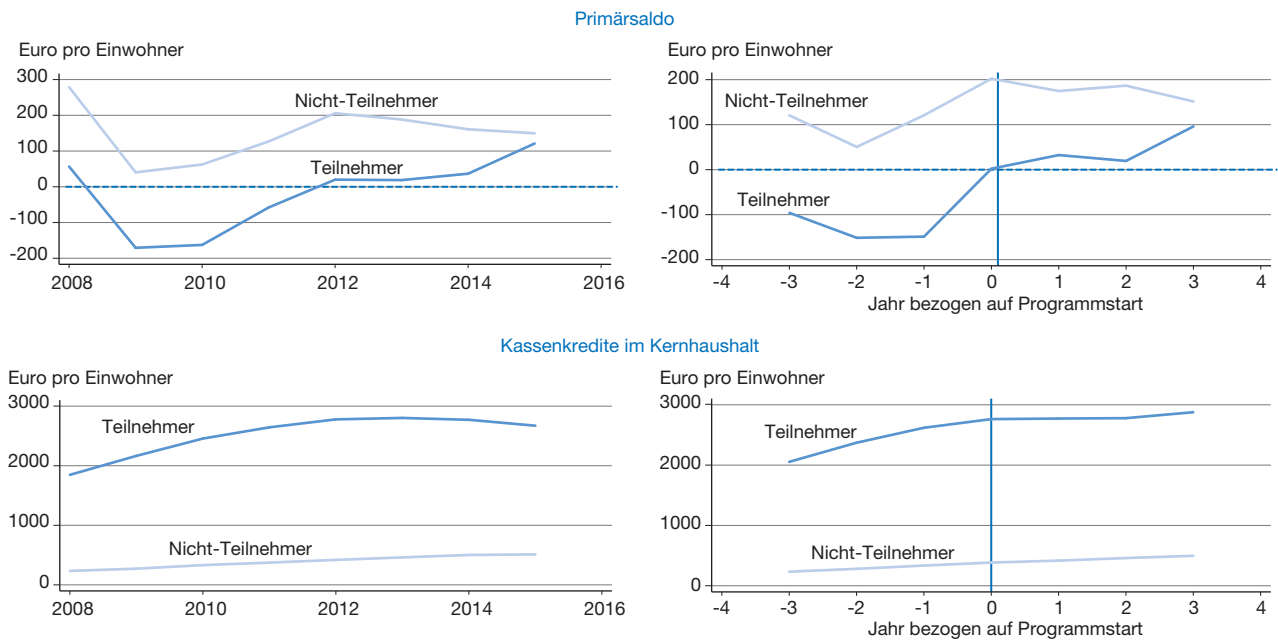 Primärsaldo
Euro pro Einwohner
300
200
100
0
-100
-200
Nicht-Teilnehmer
Teilnehmer
2008
2010
2012
2014
2016
Euro pro Einwohner
200
100
0
-100
-200
Nicht-Teilnehmer
Teilnehmer
-4
-3
-2
-1
0
1
2
3
4
Jahr bezogen auf Programmstart
Kassenkredite im Kernhaushalt
Euro pro Einwohner
3000
2000
1000
0
Teilnehmer
Nicht-Teilnehmer
2008
2010
2012
2014
2016
Euro pro Einwohner
3000
2000
1000
0
Teilnehmer
Nicht-Teilnehmer
-4
-3
-2
-1
0
1
2
3
4
Jahr bezogen auf Programmstart